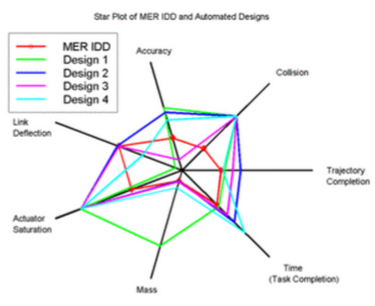 Star Plot of MER IDD and Automated Designs
MER IDD
Design 1
Design 2
Design 3
Design 4
Accuracy
Collision
Link
Deflection
Trajectory
Completion
Actuator
Saturation
Time
(Task Completion)
Mass